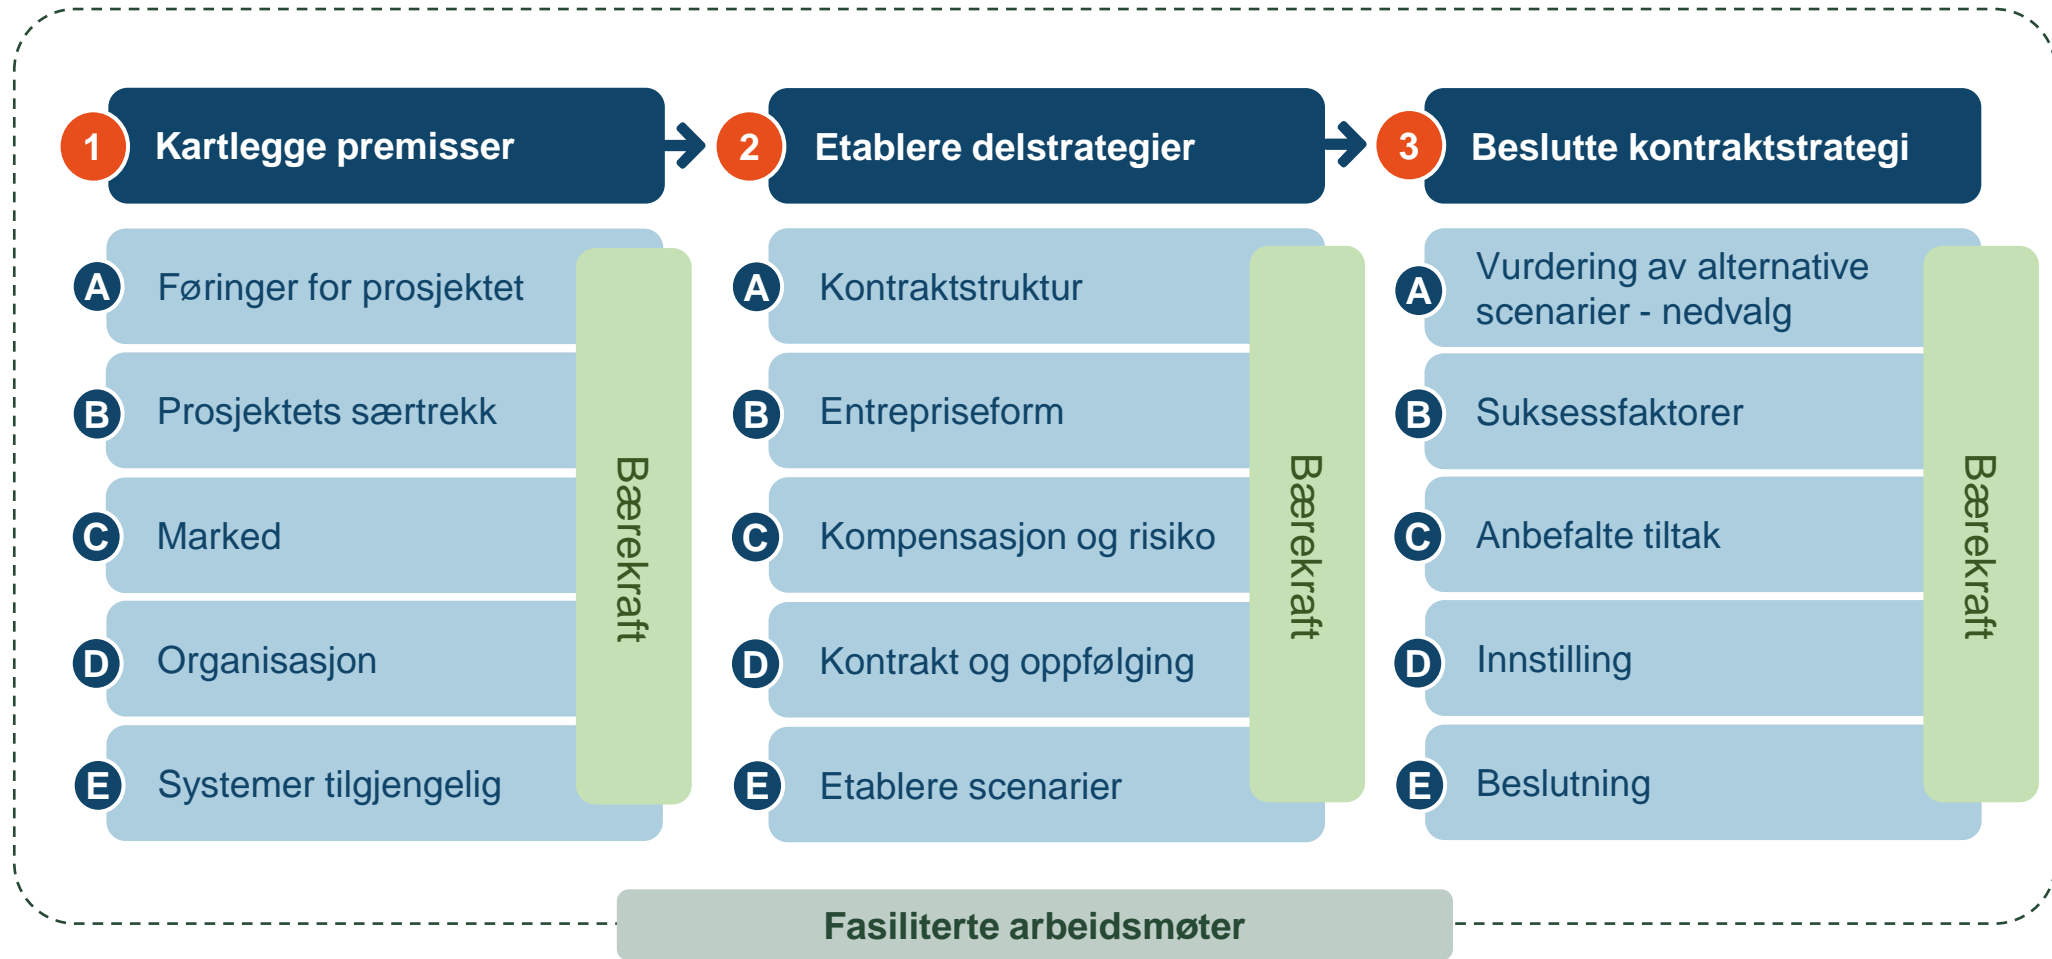 1 Kartlegge premisser
A Føringer for prosjektet
B Prosjektets særtrekk
C Marked
D Organisasjon
E Systemer tilgjengelig
Bærekraft
2 Etablere delstrategier
A Kontraktstruktur
B Entrepriseform
C Kompensasjon og risiko
D Kontrakt og oppfølging
E Etablere scenarier
Bærekraft
3 Beslutte kontraktstrategi
A Vurdering av alternative
scenarier - nedvalg
B Suksessfaktorer
C Anbefalte tiltak
D Innstilling
E Beslutning
Bærekraft
Fasiliterte arbeidsmøter